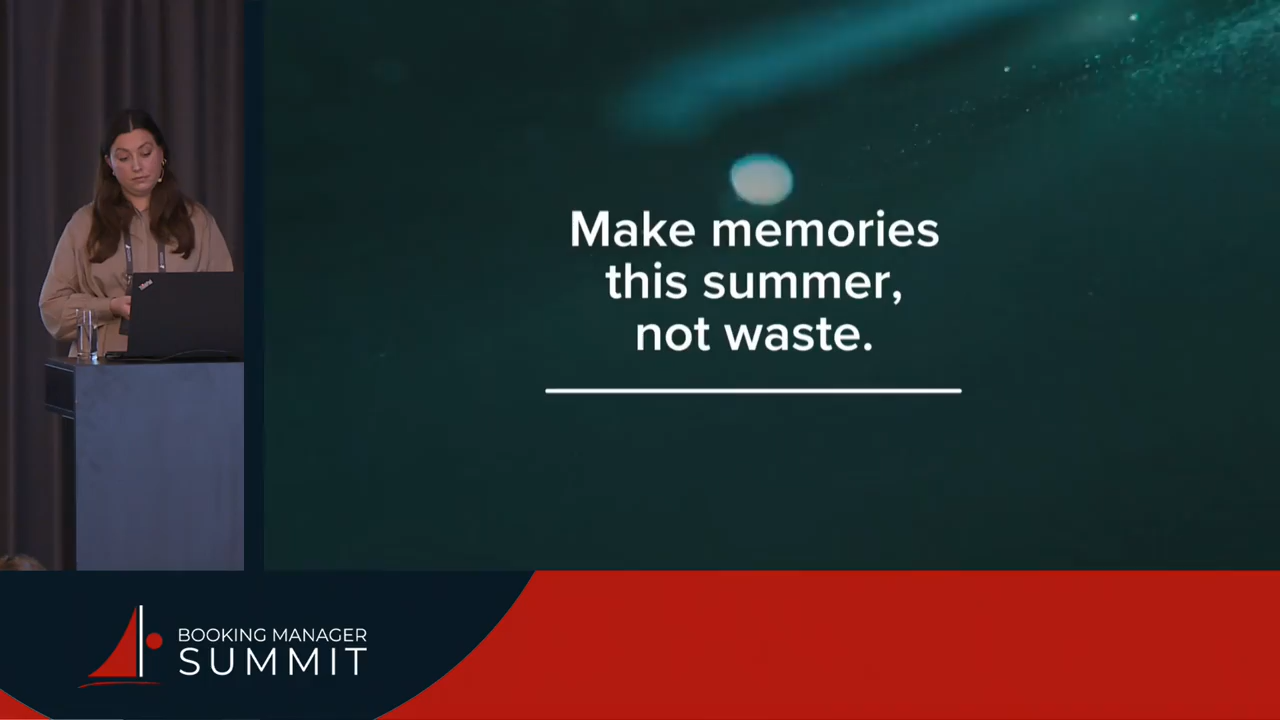 Make memories
this summer,
not waste.
BOOKING MANAGER
SUMMIT